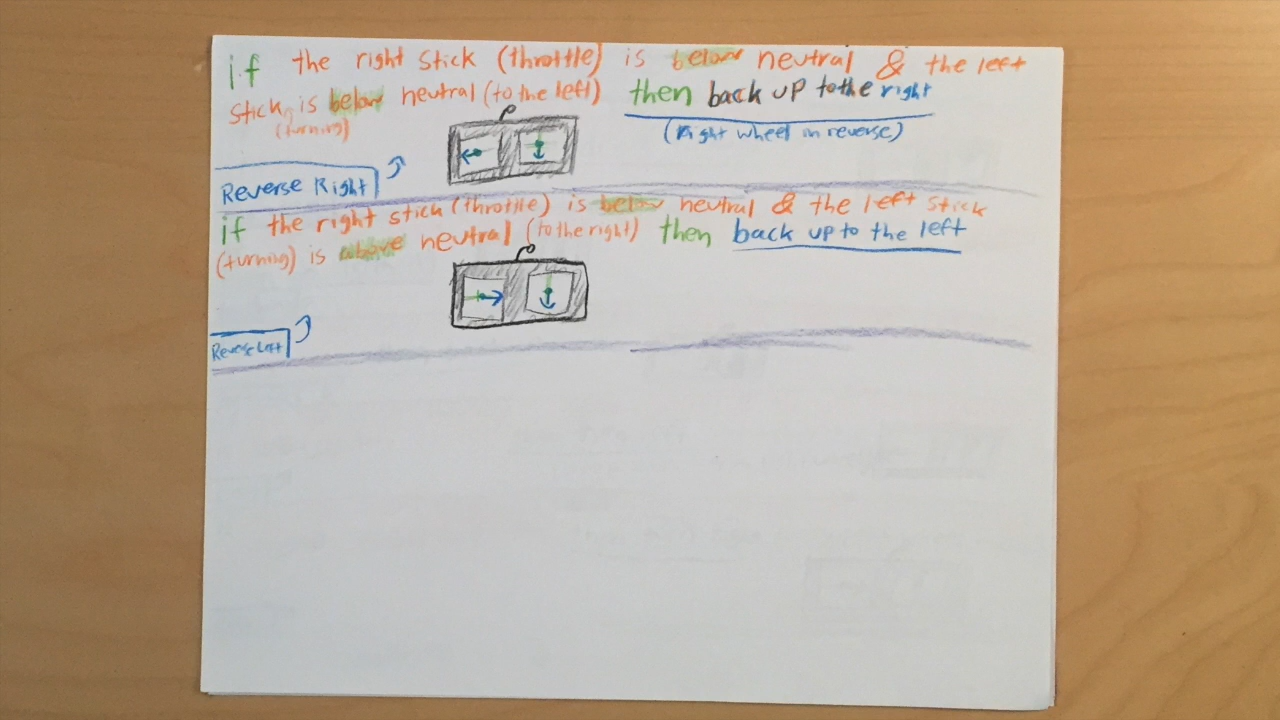 if the right stick (throttle) is below neutral & the left
stick is below neutral (to the left) then back up to the right
(turning)
(Right wheel in reverse)
Reverse Right
if the right stick (throttle) is below neutral & the left stick
(turning) is above neutral (to the right) then back up to the left
Reverse Left